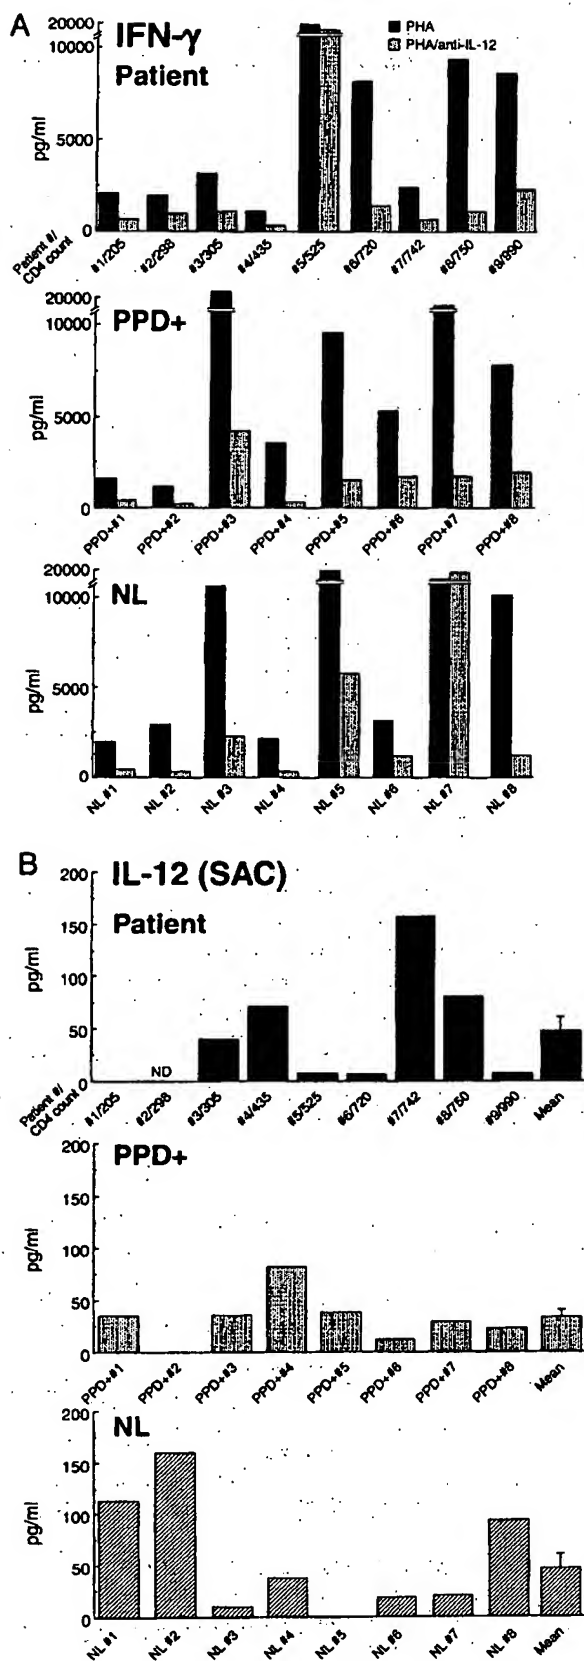 A
IFN-γ
Patient
PHA
PHA/anti-IL-12
20000
10000
5000
0
pg/ml
Patient #/
CD4 count
#1/205
#2/298
#3/305
#4/435
#5/525
#6/720
#7/742
#8/750
#9/990
PPD+
20000
10000
5000
0
pg/ml
PPD+#1
PPD+#2
PPD+#3
PPD+#4
PPD+#5
PPD+#6
PPD+#7
PPD+#8
NL
20000
10000
5000
0
pg/ml
NL #1
NL #2
NL #3
NL #4
NL #5
NL #6
NL #7
NL #8
B
IL-12 (SAC)
Patient
200
150
100
50
0
pg/ml
ND
Patient #/
CD4 count
#1/205
#2/298
#3/305
#4/435
#5/525
#6/720
#7/742
#8/750
#9/990
Mean
PPD+
200
150
100
50
0
pg/ml
PPD+#1
PPD+#2
PPD+#3
PPD+#4
PPD+#5
PPD+#6
PPD+#7
PPD+#8
Mean
NL
200
150
100
50
0
pg/ml
NL #1
NL #2
NL #3
NL #4
NL #5
NL #6
NL #7
NL #8
Mean